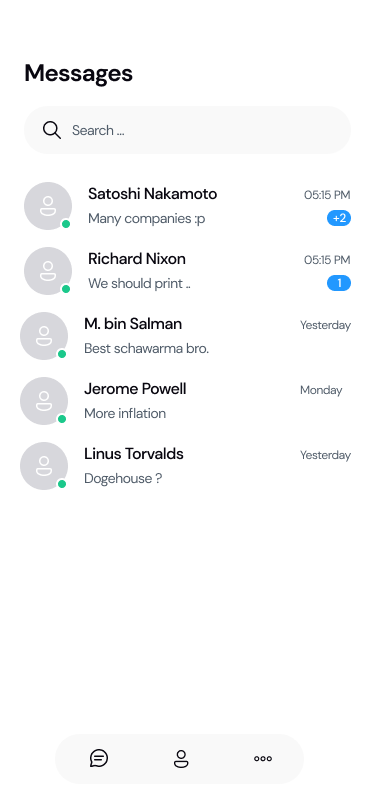 Messages
Search ...
Satoshi Nakamoto
05:15 PM
Many companies :p
+2
Richard Nixon
05:15 PM
We should print ..
1
M. bin Salman
Yesterday
Best schawarma bro.
Jerome Powell
Monday
More inflation
Linus Torvalds
Yesterday
Dogehouse ?